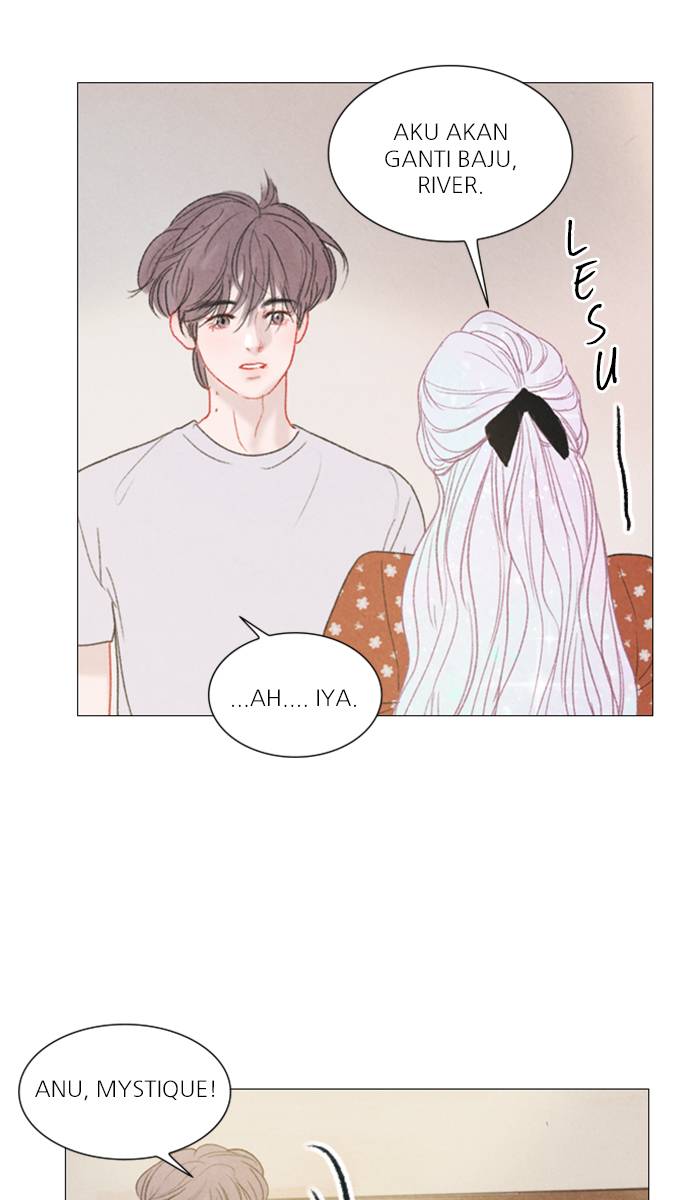 AKU AKAN
GANTI BAJU,
RIVER.
LESU
...AH.... IYA.
ANU, MYSTIQUE!